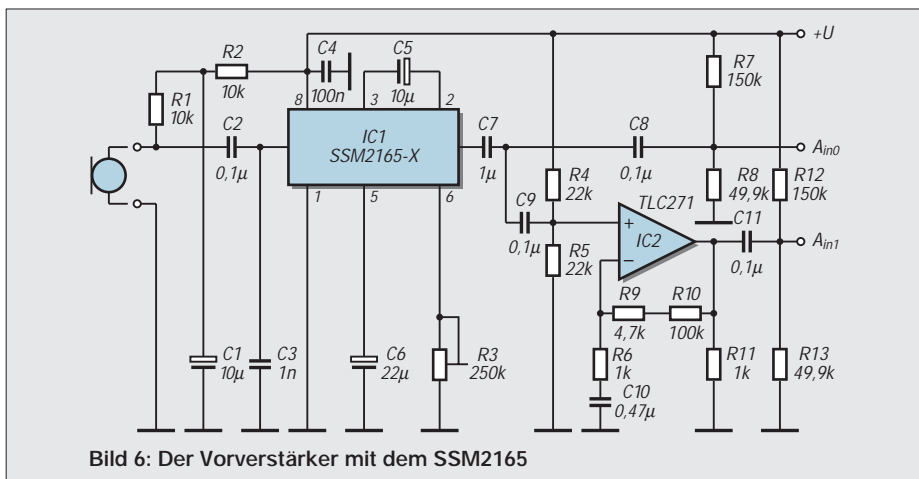 +U
R2
10k
C4
100n
C5
10µ
R1
10k
8
3
2
R7
150k
C2
0,1µ
IC1
SSM2165-X
C7
1µ
C8
0,1µ
Ain0
1
5
6
R4
22k
R8
49,9k
R12
150k
C9
0,1µ
TLC271
+
IC2
−
C11
0,1µ
Ain1
R5
22k
R9
4,7k
R10
100k
C1
10µ
C3
1n
C6
22µ
R3
250k
R6
1k
R11
1k
R13
49,9k
C10
0,47µ
Bild 6: Der Vorverstärker mit dem SSM2165